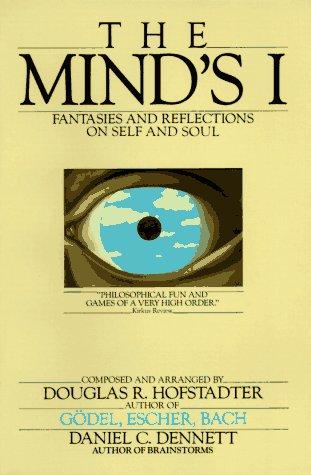 THE
MIND'S I
FANTASIES AND REFLECTIONS
ON SELF AND SOUL
"PHILOSOPHICAL FUN AND
GAMES OF A VERY HIGH ORDER."
Kirkus Review
COMPOSED AND ARRANGED BY
DOUGLAS R. HOFSTADTER
AUTHOR OF
GÖDEL, ESCHER, BACH
DANIEL C. DENNETT
AUTHOR OF BRAINSTORMS